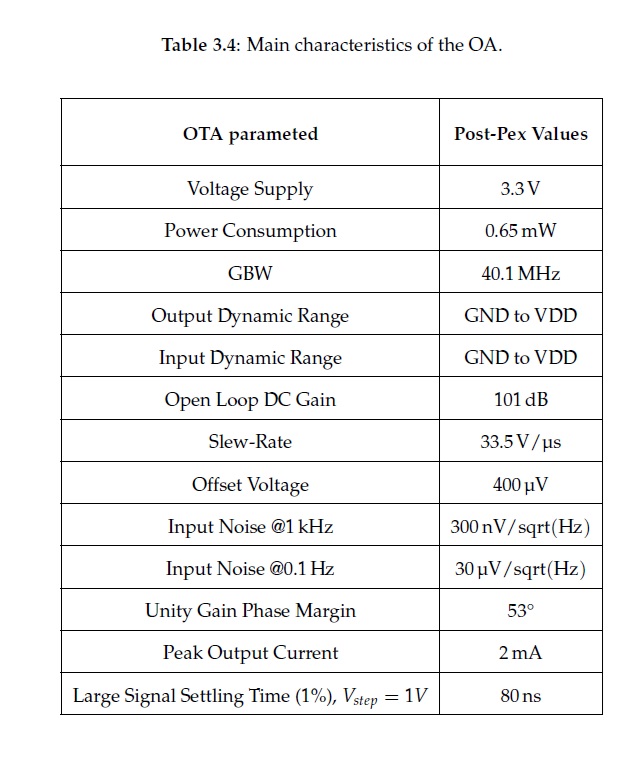 Table 3.4: Main characteristics of the OA.
OTA parameted Post-Pex Values
Voltage Supply 3.3 V
Power Consumption 0.65 mW
GBW 40.1 MHz
Output Dynamic Range GND to VDD
Input Dynamic Range GND to VDD
Open Loop DC Gain 101 dB
Slew-Rate 33.5 V/µs
Offset Voltage 400 µV
Input Noise @1 kHz 300 nV/sqrt(Hz)
Input Noise @0.1 Hz 30 µV/sqrt(Hz)
Unity Gain Phase Margin 53°
Peak Output Current 2 mA
Large Signal Settling Time (1%), Vstep = 1V 80 ns